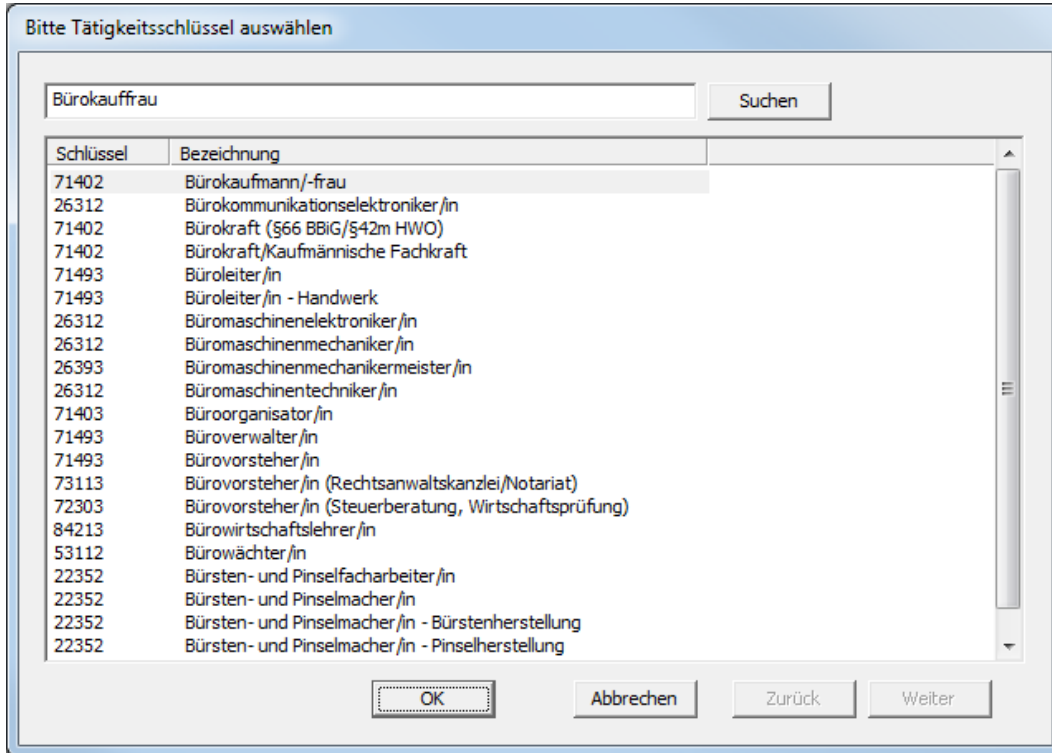 Bitte Tätigkeitsschlüssel auswählen
Bürokauffrau Suchen
Schlüssel Bezeichnung
71402 Bürokaufmann/-frau
26312 Bürokommunikationselektroniker/in
71402 Bürokraft (§66 BBiG/§42m HWO)
71402 Bürokraft/Kaufmännische Fachkraft
71493 Büroleiter/in
71493 Büroleiter/in - Handwerk
26312 Büromaschinenelektroniker/in
26312 Büromaschinenmechaniker/in
26393 Büromaschinenmechanikermeister/in
26312 Büromaschinentechniker/in
71403 Büroorganisator/in
71493 Büroverwalter/in
71493 Bürovorsteher/in
73113 Bürovorsteher/in (Rechtsanwaltskanzlei/Notariat)
72303 Bürovorsteher/in (Steuerberatung, Wirtschaftsprüfung)
84213 Bürowirtschaftslehrer/in
53112 Bürowächter/in
22352 Bürsten- und Pinselfacharbeiter/in
22352 Bürsten- und Pinselmacher/in
22352 Bürsten- und Pinselmacher/in - Bürstenherstellung
22352 Bürsten- und Pinselmacher/in - Pinselherstellung
OK Abbrechen Zurück Weiter